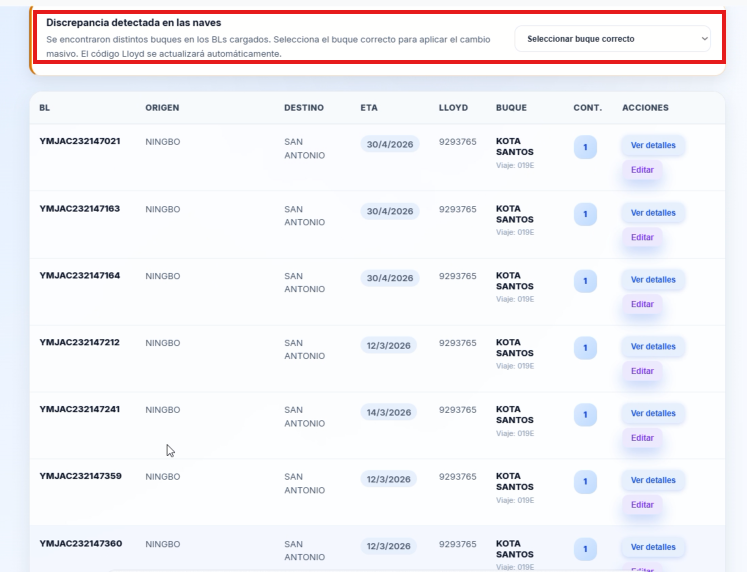 Discrepancia detectada en las naves
Se encontraron distintos buques en los BLs cargados. Selecciona el buque correcto para aplicar el cambio
masivo. El código Lloyd se actualizará automáticamente.
Seleccionar buque correcto
BL ORIGEN DESTINO ETA LLOYD BUQUE CONT. ACCIONES
YMJAC232147021 NINGBO SAN ANTONIO 30/4/2026 9293765 KOTA SANTOS Viaje: 019E 1 Ver detalles
Editar
YMJAC232147163 NINGBO SAN ANTONIO 30/4/2026 9293765 KOTA SANTOS Viaje: 019E 1 Ver detalles
Editar
YMJAC232147164 NINGBO SAN ANTONIO 30/4/2026 9293765 KOTA SANTOS Viaje: 019E 1 Ver detalles
Editar
YMJAC232147212 NINGBO SAN ANTONIO 12/3/2026 9293765 KOTA SANTOS Viaje: 019E 1 Ver detalles
Editar
YMJAC232147241 NINGBO SAN ANTONIO 14/3/2026 9293765 KOTA SANTOS Viaje: 019E 1 Ver detalles
Editar
YMJAC232147359 NINGBO SAN ANTONIO 12/3/2026 9293765 KOTA SANTOS Viaje: 019E 1 Ver detalles
Editar
YMJAC232147360 NINGBO SAN ANTONIO 12/3/2026 9293765 KOTA SANTOS Viaje: 019E 1 Ver detalles
Editar